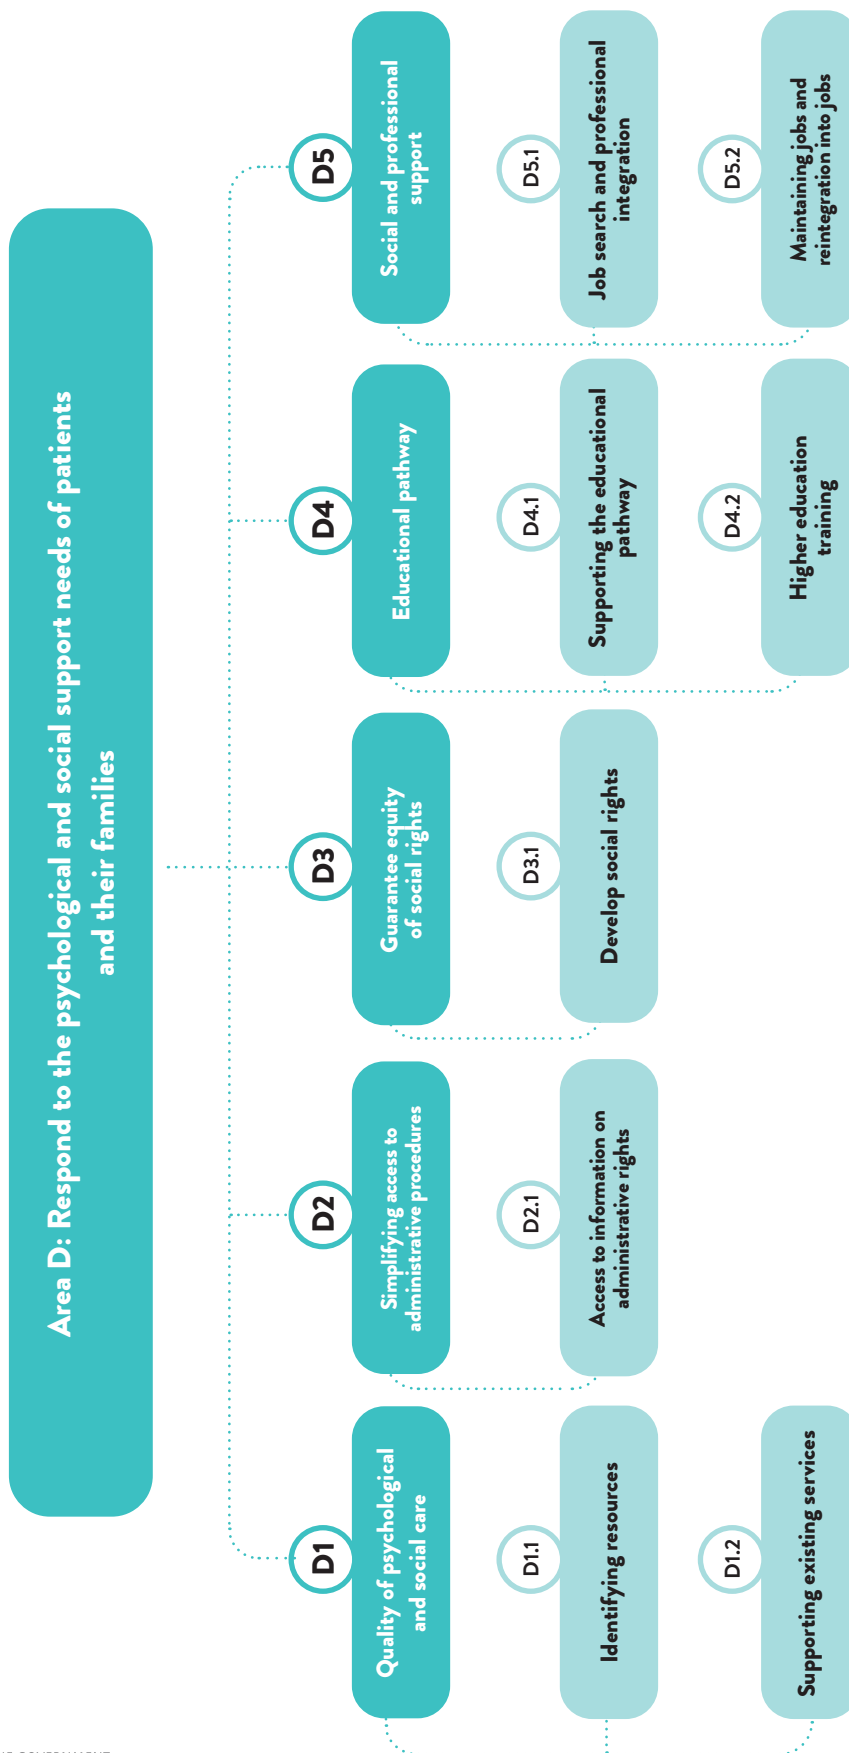 Area D: Respond to the psychological and social support needs of patients
and their families
D1
Quality of psychological
and social care
D1.1
Identifying resources
D1.2
Supporting existing services
D2
Simplifying access to
administrative procedures
D2.1
Access to information on
administrative rights
D3
Guarantee equity
of social rights
D3.1
Develop social rights
D4
Educational pathway
D4.1
Supporting the educational
pathway
D4.2
Higher education
training
D5
Social and professional
support
D5.1
Job search and professional
integration
D5.2
Maintaining jobs and
reintegration into jobs